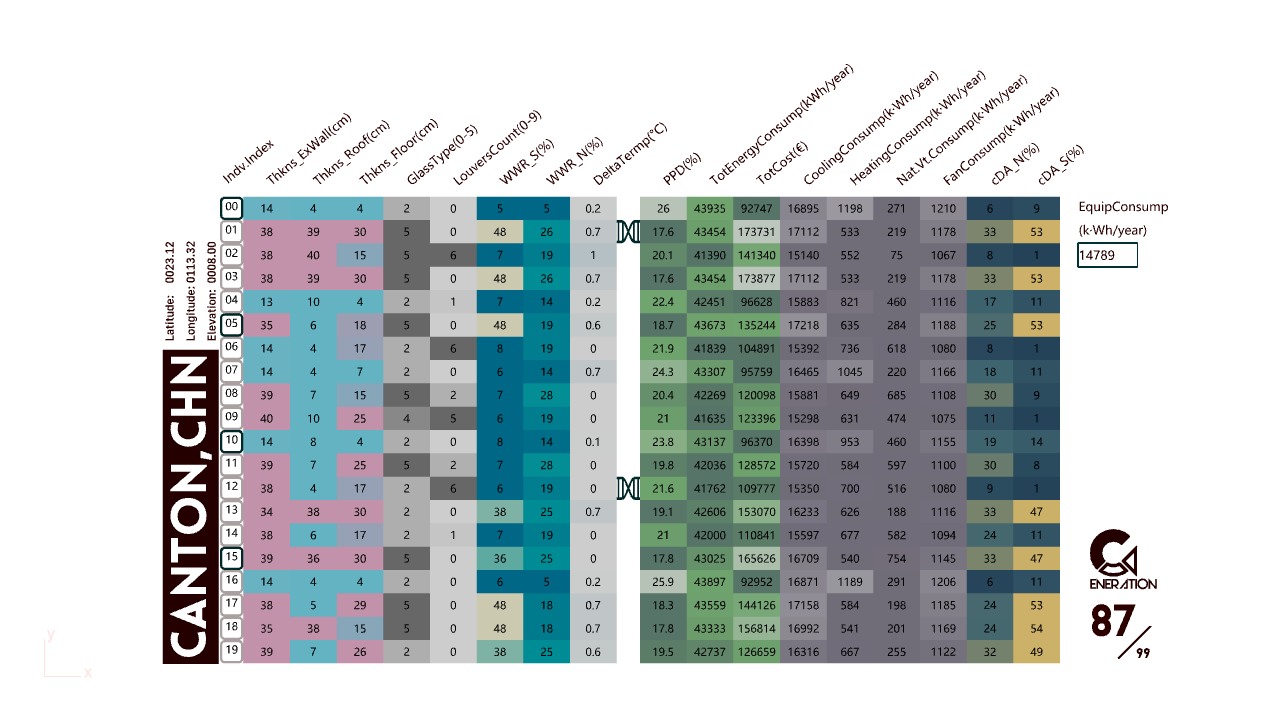 Indv.Index Thkns_ExWall(cm) Thkns_Roof(cm) Thkns_Floor(cm) GlassType(0-5) LouversCount(0-9) WWR_S(%) WWR_N(%) DeltaTermp(°C) PPD(%) TotEnergyConsump(kWh/year) TotCost(€) CoolingConsump(k·Wh/year) HeatingConsump(k·Wh/year) Nat.Vt.Consump(k·Wh/year) FanConsump(k·Wh/year) cDA_N(%) cDA_S(%)
00 14 4 4 2 0 5 5 0.2 26 43935 92747 16895 1198 271 1210 6 9
01 38 39 30 5 0 48 26 0.7 17.6 43454 173731 17112 533 219 1178 33 53
02 38 40 15 5 6 7 19 1 20.1 41390 141340 15140 552 75 1067 8 1
03 38 39 30 5 0 48 26 0.7 17.6 43454 173877 17112 533 219 1178 33 53
04 13 10 4 2 1 7 14 0.2 22.4 42451 96628 15883 821 460 1116 17 11
05 35 6 18 5 0 48 19 0.6 18.7 43673 135244 17218 635 284 1188 25 53
06 14 4 17 2 6 8 19 0 21.9 41839 104891 15392 736 618 1080 8 1
07 14 4 7 2 0 6 14 0.7 24.3 43307 95759 16465 1045 220 1166 18 11
08 39 7 15 5 2 7 28 0 20.4 42269 120098 15881 649 685 1108 30 9
09 40 10 25 4 5 6 19 0 21 41635 123396 15298 631 474 1075 11 1
10 14 8 4 2 0 8 14 0.1 23.8 43137 96370 16398 953 460 1155 19 14
11 39 7 25 5 2 7 28 0 19.8 42036 128572 15720 584 597 1100 30 8
12 38 4 17 2 6 6 19 0 21.6 41762 109777 15350 700 516 1080 9 1
13 34 38 30 5 0 38 25 0.7 19.1 42606 153070 16233 626 188 1116 33 47
14 38 6 17 2 1 7 19 0 21 42000 110841 15597 677 582 1094 24 11
15 39 36 30 5 0 36 25 0 17.8 43025 165626 16709 540 754 1145 33 47
16 14 4 4 2 0 6 5 0.2 25.9 43897 92952 16871 1189 291 1206 6 11
17 38 5 29 5 0 48 18 0.7 18.3 43559 144126 17158 584 198 1185 24 53
18 35 38 15 5 0 48 18 0.7 17.8 43333 156814 16992 541 201 1169 24 54
19 39 7 26 2 0 38 25 0.6 19.5 42737 126659 16316 667 255 1122 32 49
Latitude: 0023.12
Longitude: 0113.32
Elevation: 0008.00
CANTON,CHN
EquipConsump
(k·Wh/year)
14789
ENERATION
87/99
y
x